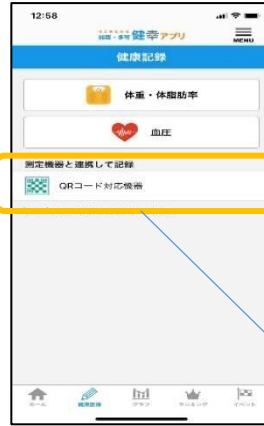 12:58
健幸アプリ
MENU
健康記録
体重・体脂肪率
血圧
測定機器と連携して記録
QRコード対応機器
ホーム
健康記録
グラフ
ランキング
イベント